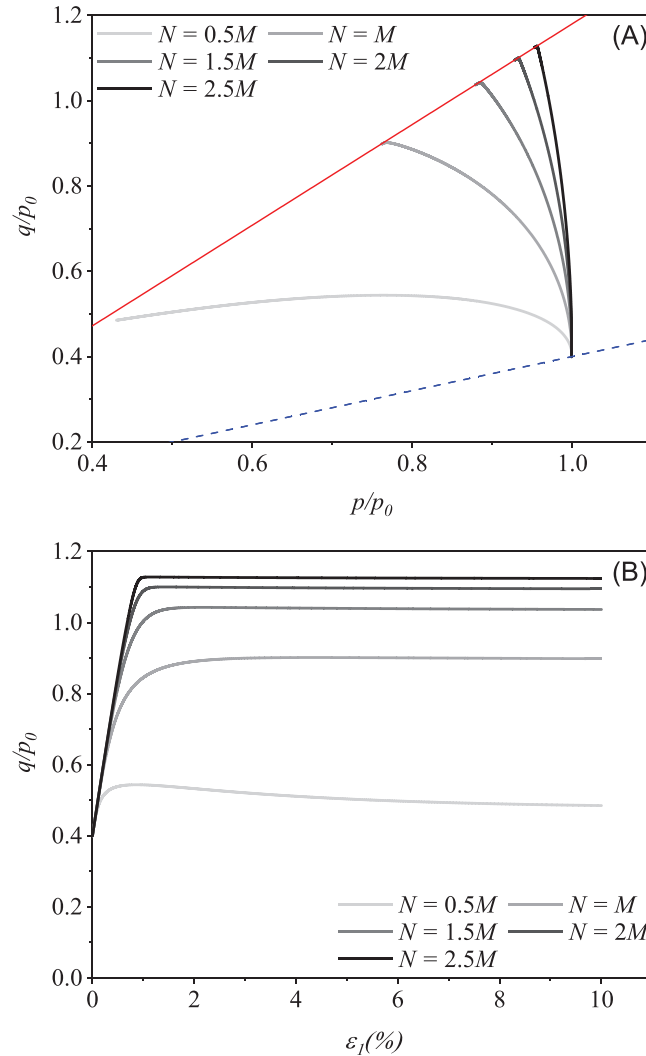 (A)
N = 0.5M
N = M
N = 1.5M
N = 2M
N = 2.5M
1.2
1.0
0.8
0.6
0.4
0.2
q/p₀
0.4
0.6
0.8
1.0
p/p₀
(B)
1.2
1.0
0.8
0.6
0.4
0.2
0.0
q/p₀
N = 0.5M
N = M
N = 1.5M
N = 2M
N = 2.5M
0
2
4
6
8
10
ε₁(%)